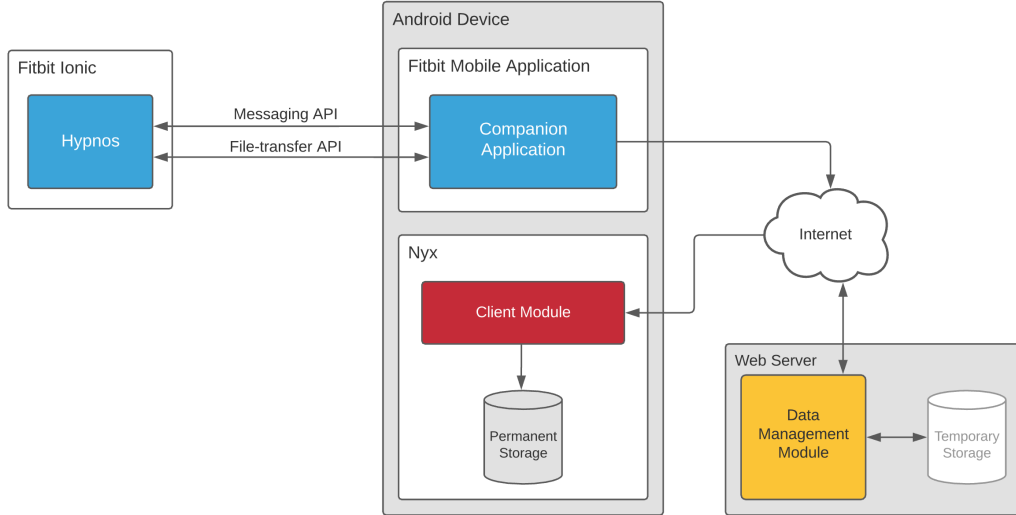 Android Device
Fitbit Ionic
Fitbit Mobile Application
Hypnos
Messaging API
File-transfer API
Companion
Application
Internet
Nyx
Client Module
Permanent
Storage
Web Server
Data
Management
Module
Temporary
Storage